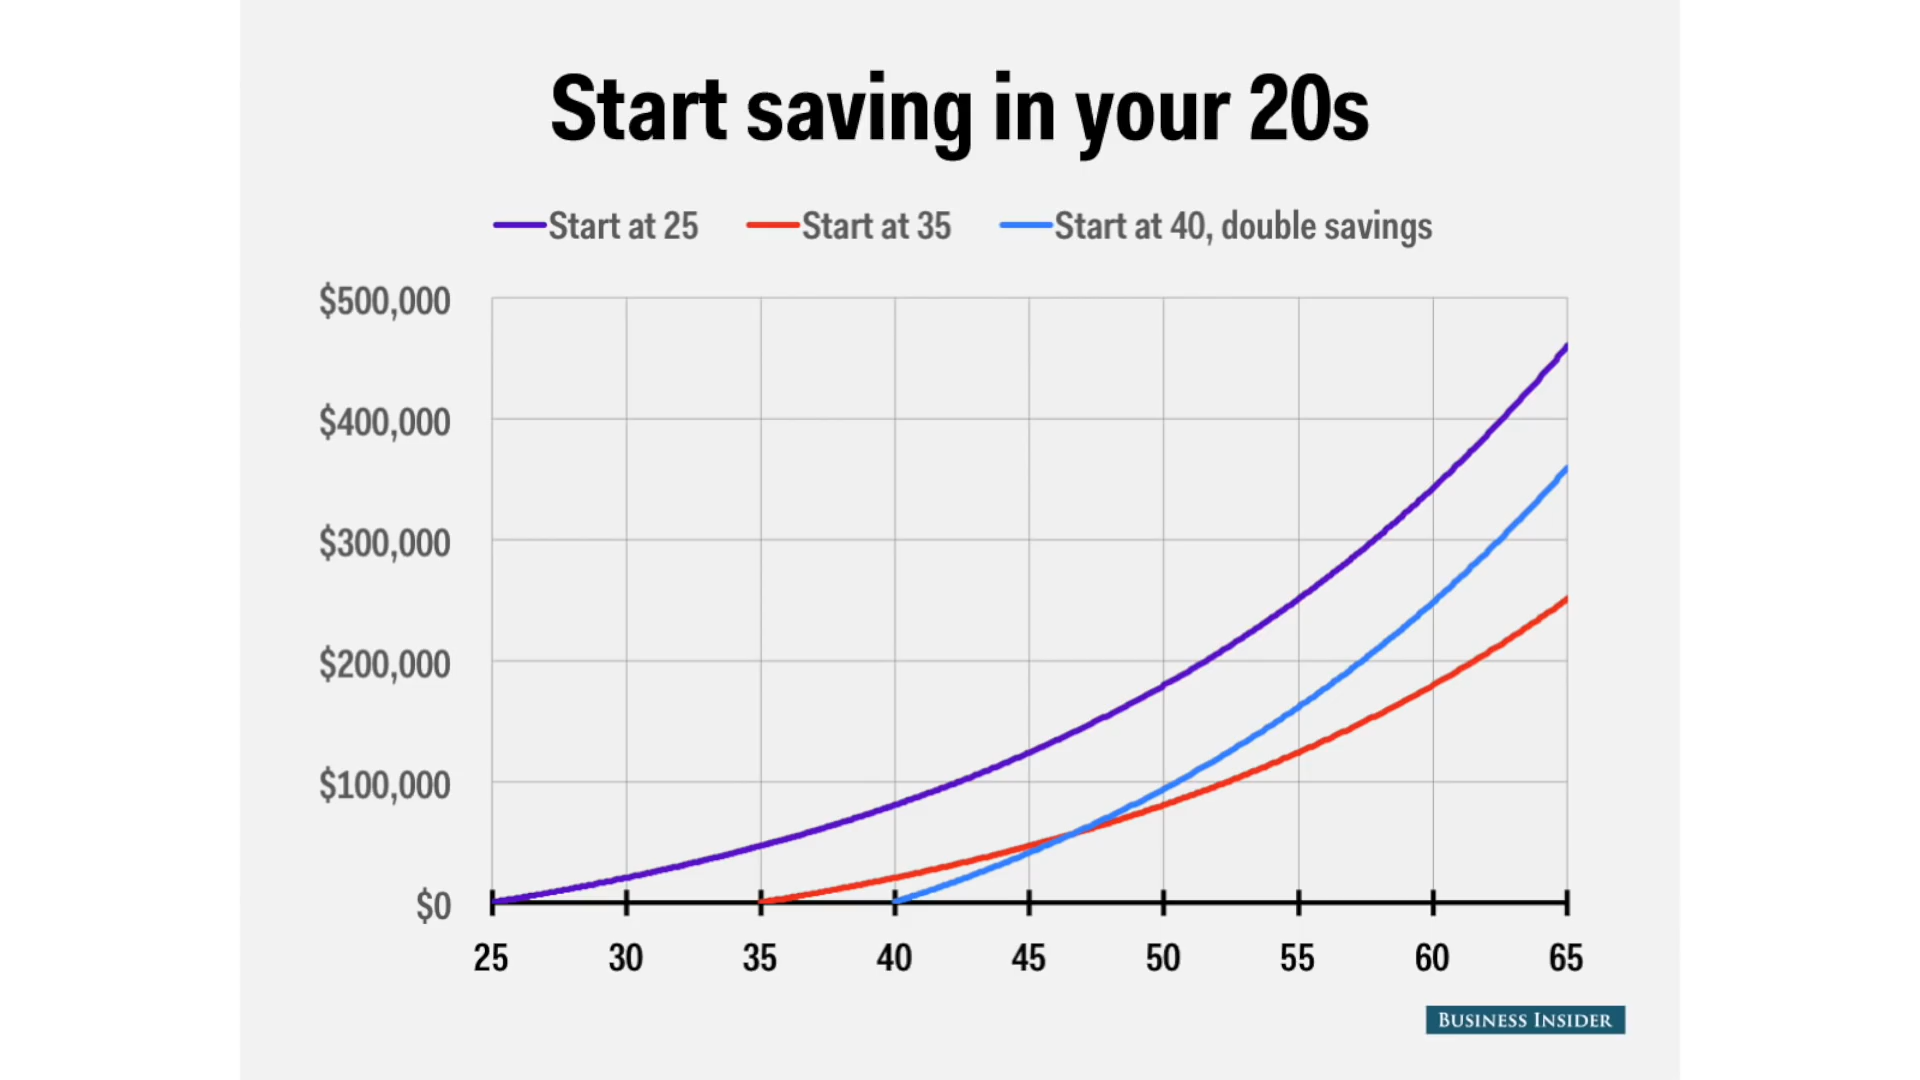 Start saving in your 20s
Start at 25 Start at 35 Start at 40, double savings
$500,000
$400,000
$300,000
$200,000
$100,000
$0
25 30 35 40 45 50 55 60 65
BUSINESS INSIDER